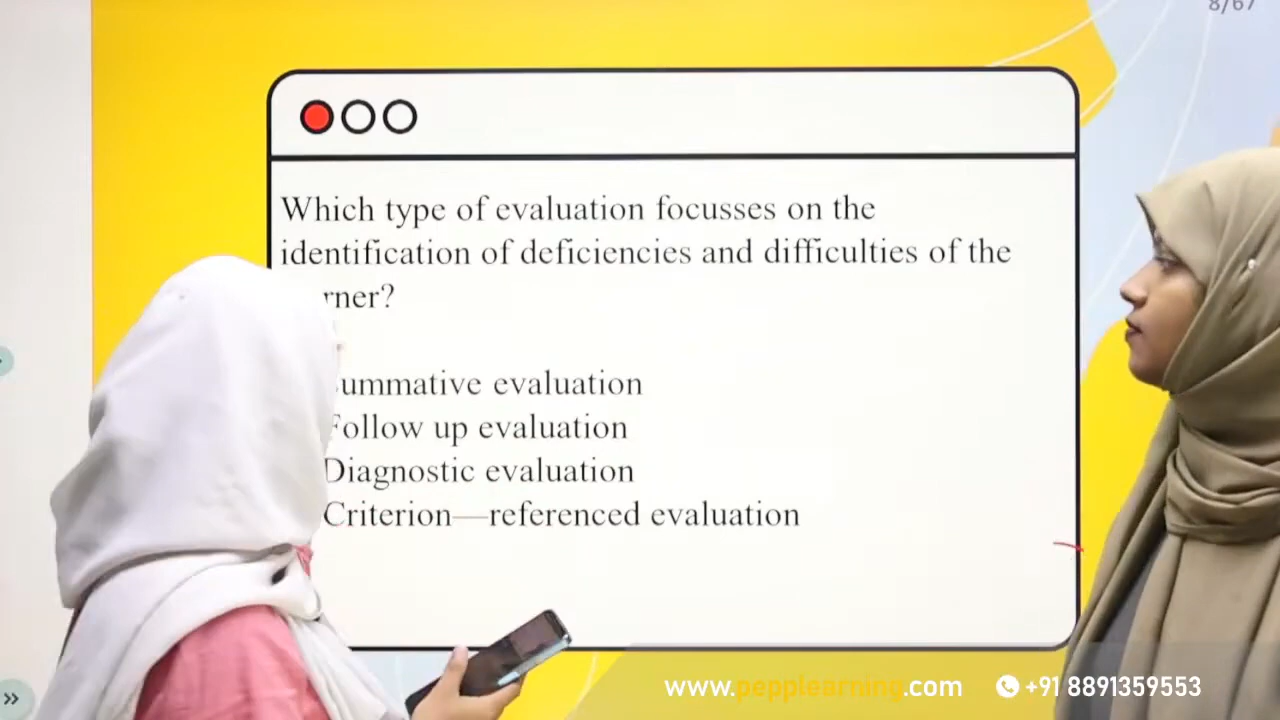 8/67
Which type of evaluation focusses on the
identification of deficiencies and difficulties of the
rner?
ummative evaluation
Follow up evaluation
Diagnostic evaluation
Criterion—referenced evaluation
www.pepplearning.com +91 8891359553